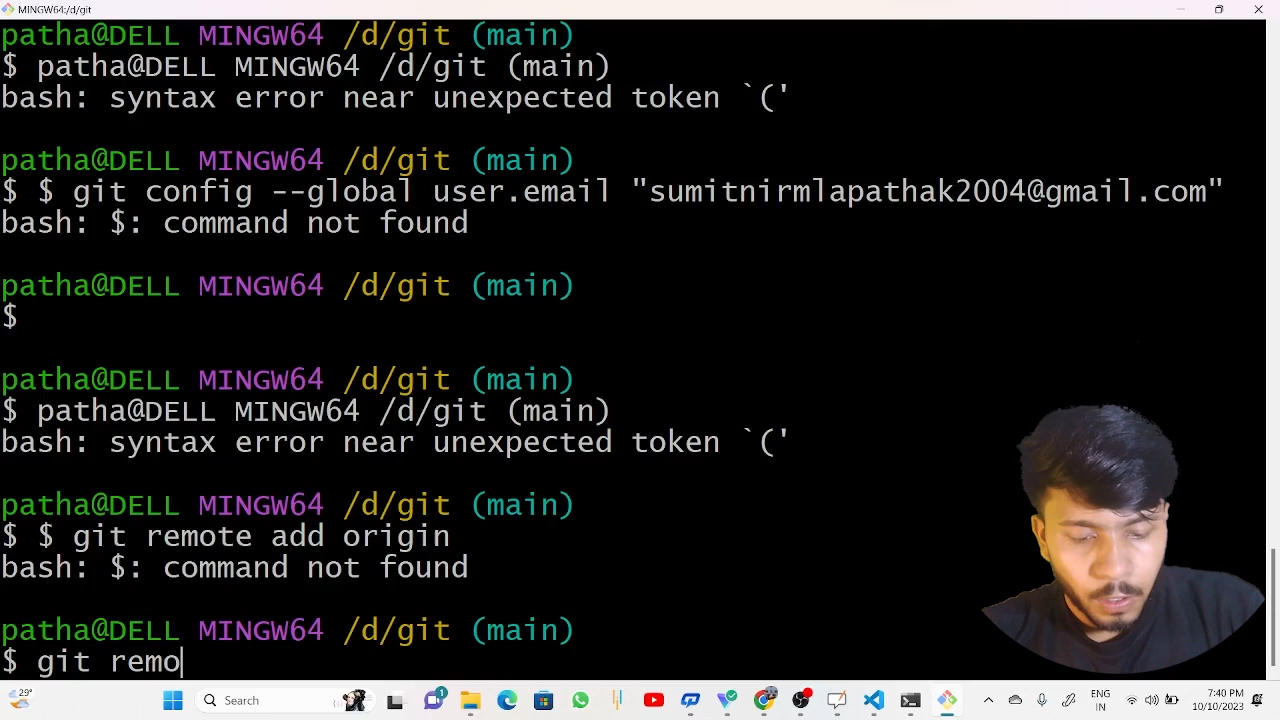 MINGW64:/d/git
patha@DELL MINGW64 /d/git (main)
$ patha@DELL MINGW64 /d/git (main)
bash: syntax error near unexpected token `('
patha@DELL MINGW64 /d/git (main)
$ $ git config --global user.email "sumitnirmlapathak2004@gmail.com"
bash: $: command not found
patha@DELL MINGW64 /d/git (main)
$
patha@DELL MINGW64 /d/git (main)
$ patha@DELL MINGW64 /d/git (main)
bash: syntax error near unexpected token `('
patha@DELL MINGW64 /d/git (main)
$ $ git remote add origin
bash: $: command not found
patha@DELL MINGW64 /d/git (main)
$ git remo
29°
Search
1
ENG
IN
7:40 PM
10/10/2023